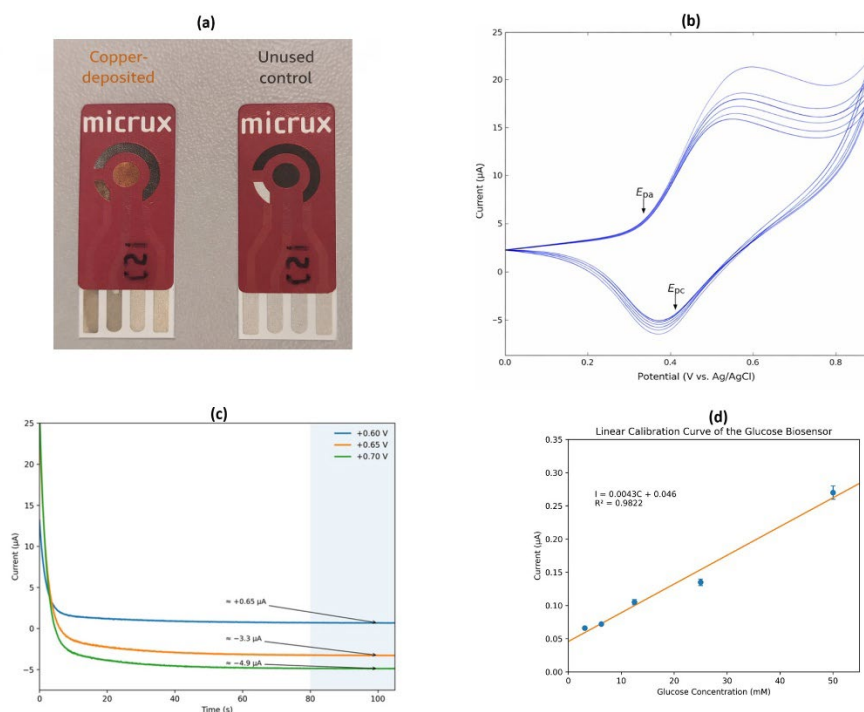 (a)
Copper-
deposited
Unused
control
micrux
micrux
(b)
25
20
15
10
5
0
−5
Current (μA)
Epa
Epc
0.0
0.2
0.4
0.6
0.8
Potential (V vs. Ag/AgCl)
(c)
25
20
15
10
5
0
−5
Current (μA)
+0.60 V
+0.65 V
+0.70 V
≈ +0.65 μA
≈ −3.3 μA
≈ −4.9 μA
0
20
40
60
80
100
Time (s)
(d)
Linear Calibration Curve of the Glucose Biosensor
0.35
0.30
0.25
0.20
0.15
0.10
0.05
0.00
Current (μA)
I = 0.0043C + 0.046
R² = 0.9822
0
10
20
30
40
50
Glucose Concentration (mM)